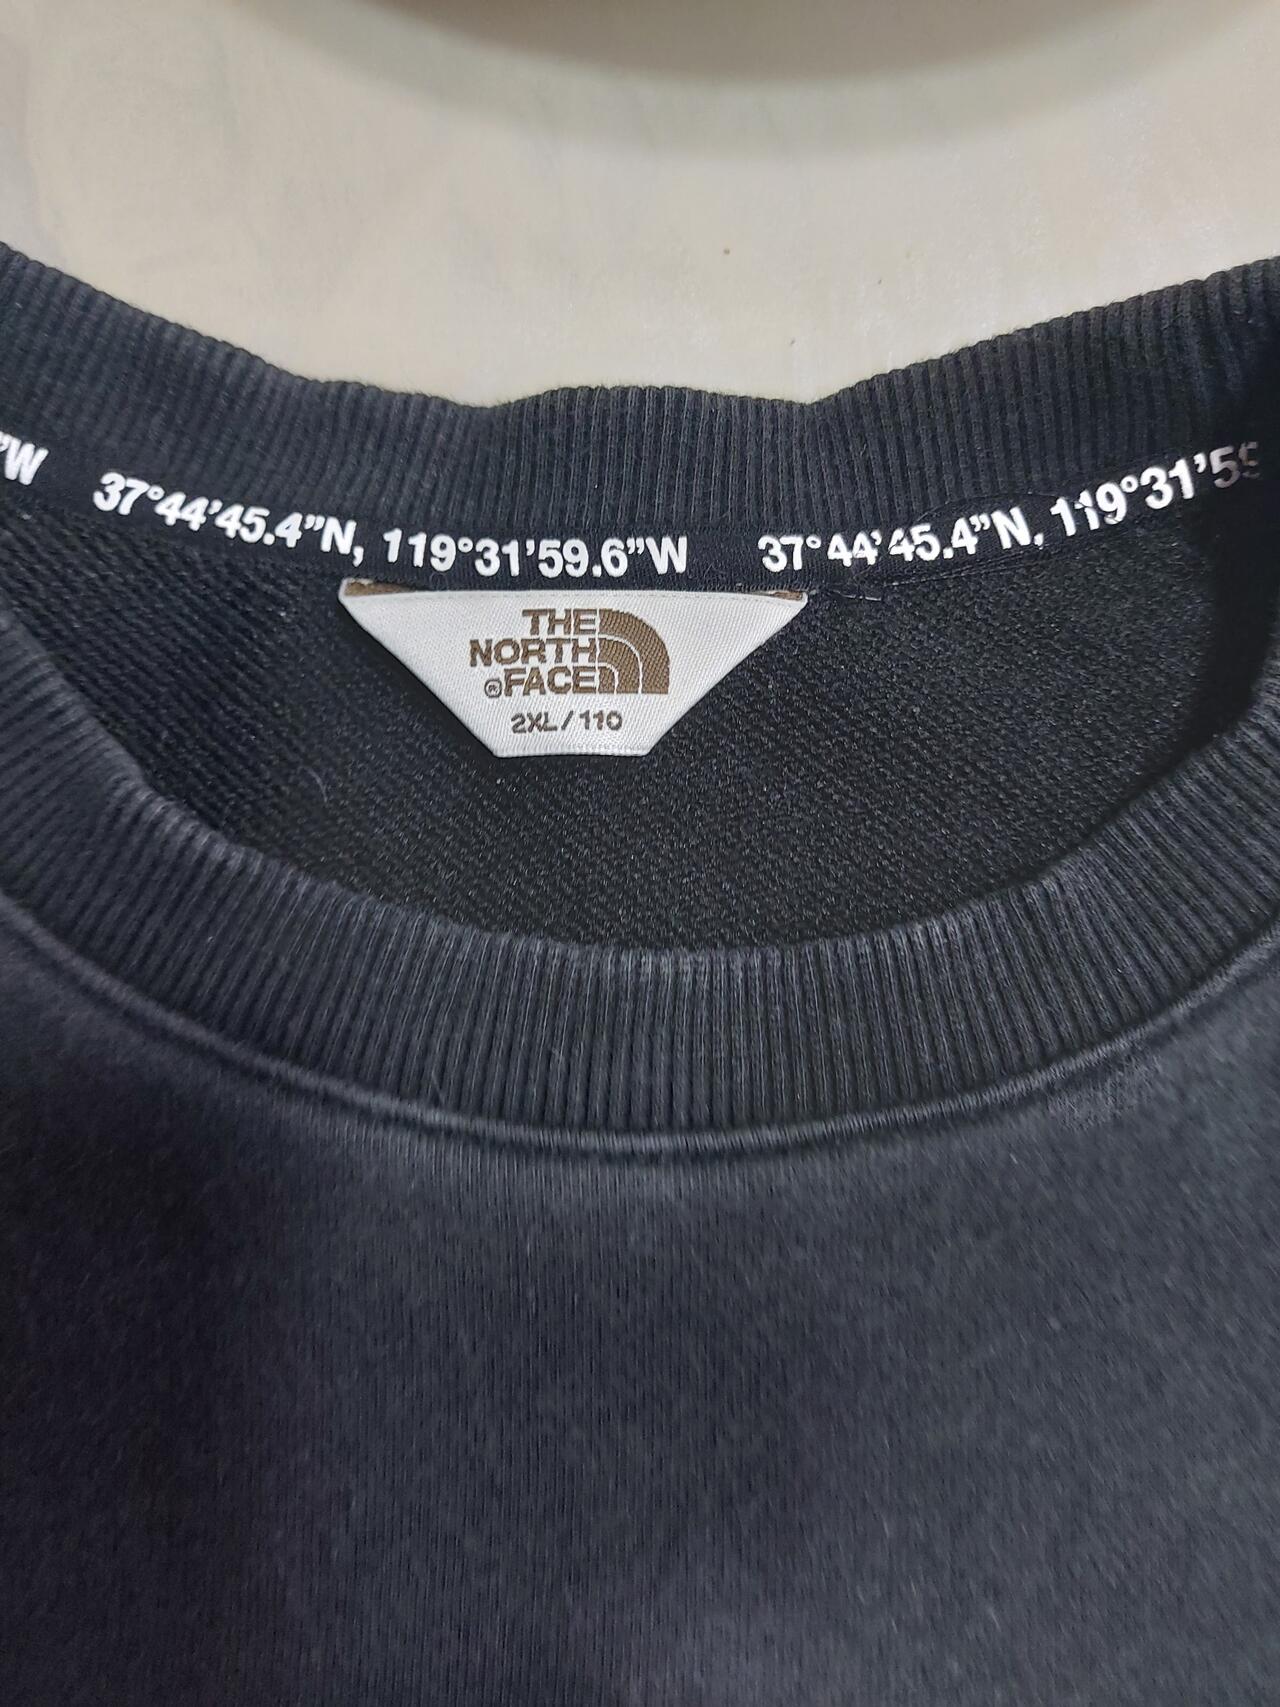 "W 37°44'45.4"N, 119°31'59.6"W 37°44'45.4"N, 119°31'59
THE
NORTH
®FACE
2XL/110